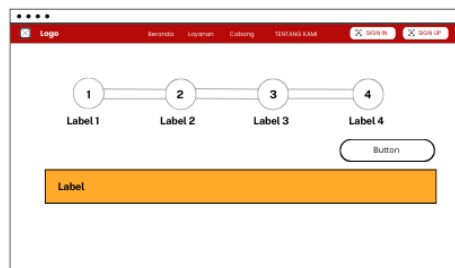 Logo Beranda Layanan Cabang TENTANG KAMI SIGN IN SIGN UP
1 2 3 4
Label 1 Label 2 Label 3 Label 4
Button
Label